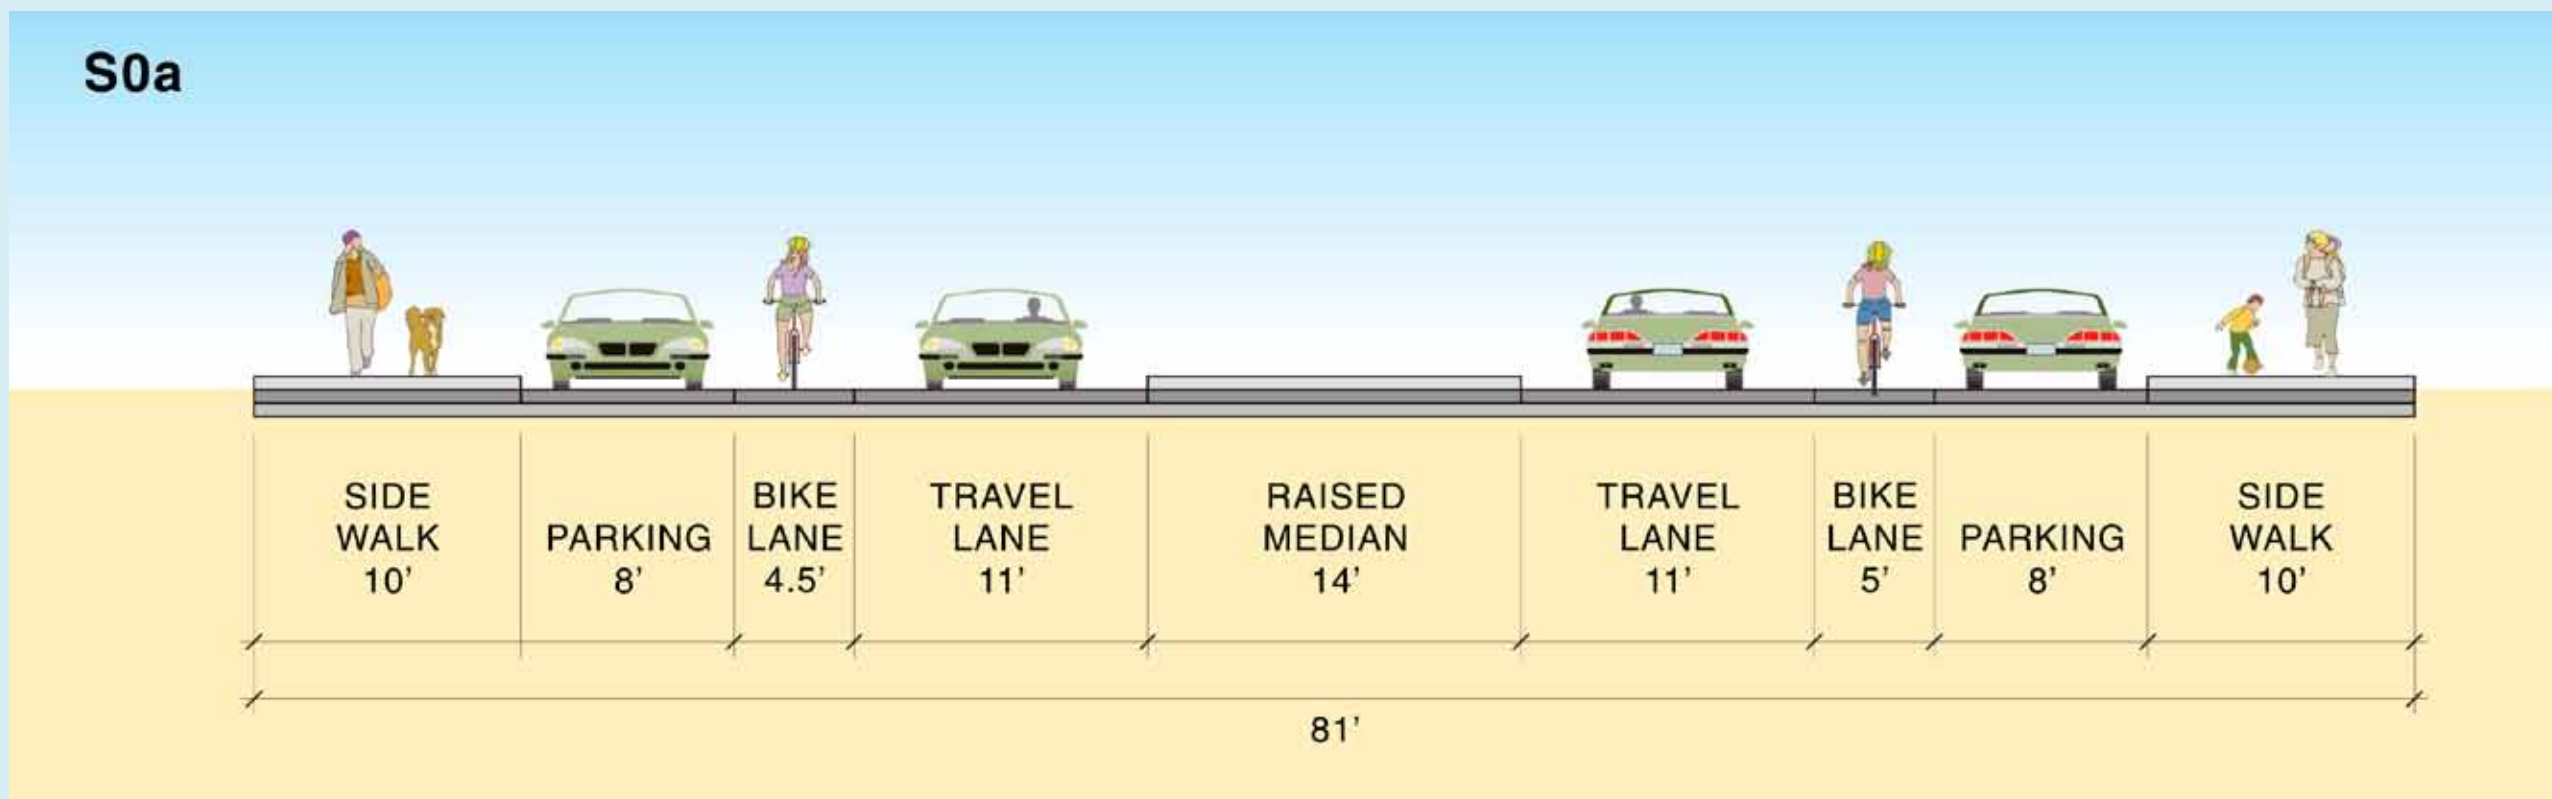 S0a
SIDE
WALK
10’
PARKING
8’
BIKE
LANE
4.5’
TRAVEL
LANE
11’
RAISED
MEDIAN
14’
TRAVEL
LANE
11’
BIKE
LANE
5’
PARKING
8’
SIDE
WALK
10’
81’